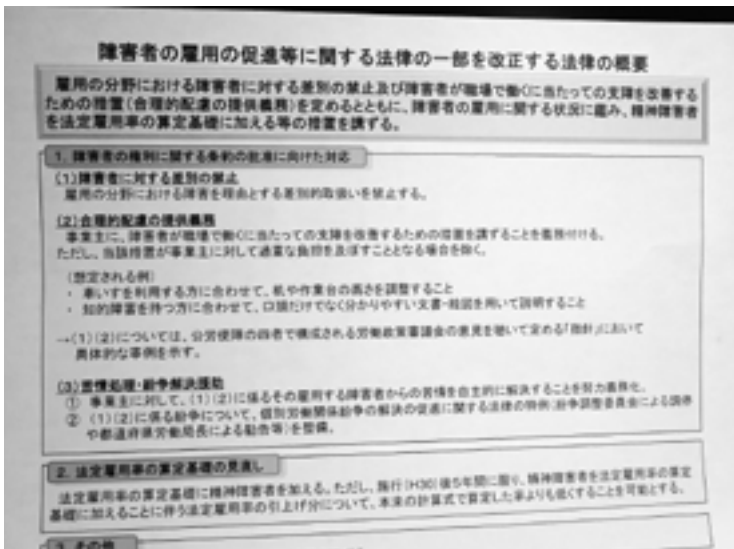 障害者の雇用の促進等に関する法律の一部を改正する法律の概要
雇用の分野における障害者に対する差別の禁止及び障害者が職場で働くに当たっての支障を改善する
ための措置(合理的配慮の提供義務)を定めるとともに、障害者の雇用に関する状況に鑑み、精神障害者
を法定雇用率の算定基礎に加える等の措置を講ずる。
1. 障害者の権利に関する条約の批准に向けた対応
(1)障害者に対する差別の禁止
雇用の分野における障害を理由とする差別的取扱いを禁止する。
(2)合理的配慮の提供義務
事業主に、障害者が職場で働くに当たっての支障を改善するための措置を講ずることを義務付ける。
ただし、当該措置が事業主に対して過重な負担を及ぼすこととなる場合を除く。
(想定される例)
・ 車いすを利用する方に合わせて、机や作業台の高さを調整すること
・ 知的障害を持つ方に合わせて、口頭だけでなく分かりやすい文書・絵図を用いて説明すること
→(1)(2)については、公労使障の四者で構成される労働政策審議会の意見を聴いて定める「指針」において
具体的な事例を示す。
(3)苦情処理・紛争解決援助
① 事業主に対して、(1)(2)に係るその雇用する障害者からの苦情を自主的に解決することを努力義務化。
② (1)(2)に係る紛争について、個別労働関係紛争の解決の促進に関する法律の特例(紛争調整委員会による調停
や都道府県労働局長による勧告等)を整備。
2. 法定雇用率の算定基礎の見直し
法定雇用率の算定基礎に精神障害者を加える。ただし、施行(H30)後5年間に限り、精神障害者を法定雇用率の算定
基礎に加えることに伴う法定雇用率の引上げ分について、本来の計算式で算定した率よりも低くすることを可能とする。
3. その他